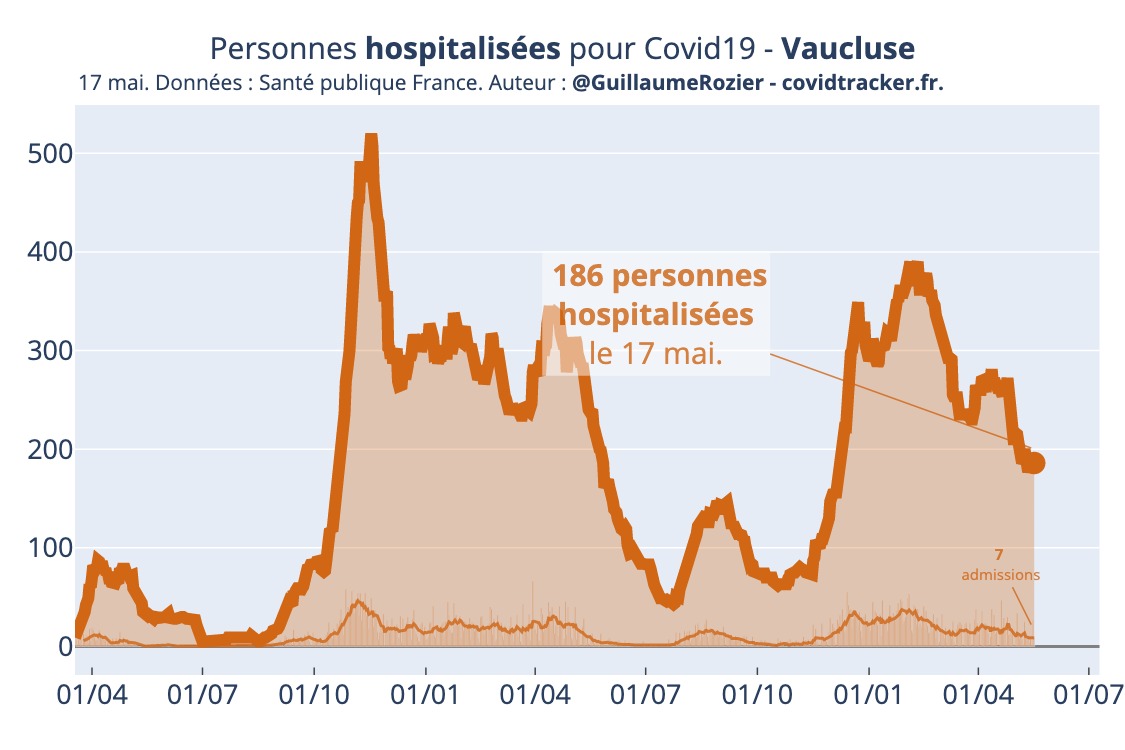 Personnes hospitalisées pour Covid19 - Vaucluse
17 mai. Données : Santé publique France. Auteur : @GuillaumeRozier - covidtracker.fr.
500
400
300
200
100
0
186 personnes
hospitalisées
le 17 mai.
7
admissions
01/04 01/07 01/10 01/01 01/04 01/07 01/10 01/01 01/04 01/07